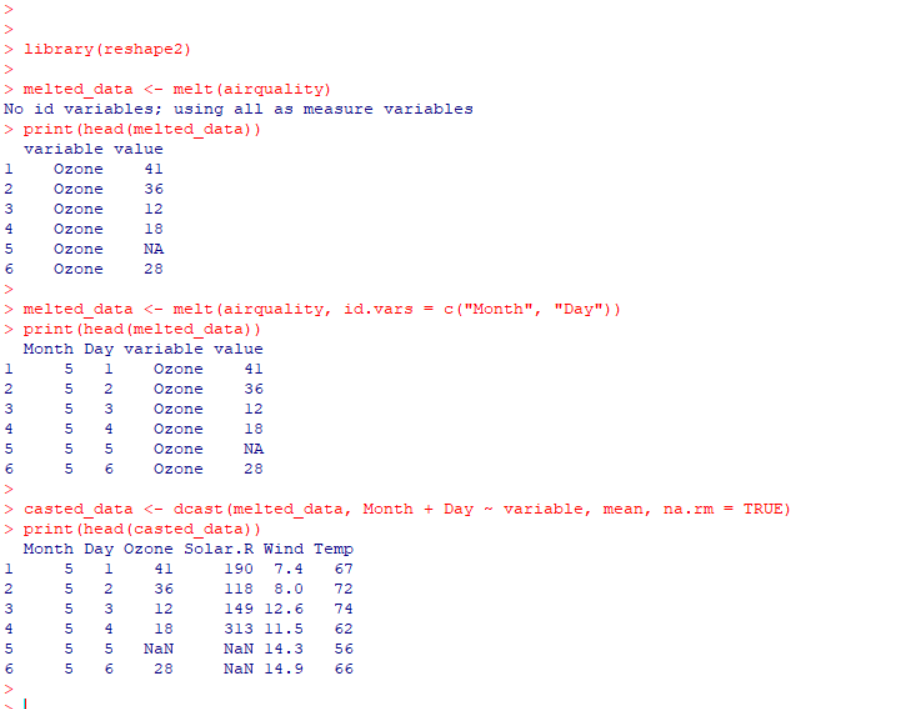 >
>
> library(reshape2)
>
> melted_data <- melt(airquality)
No id variables; using all as measure variables
> print(head(melted_data))
  variable value
1    Ozone    41
2    Ozone    36
3    Ozone    12
4    Ozone    18
5    Ozone    NA
6    Ozone    28
>
> melted_data <- melt(airquality, id.vars = c("Month", "Day"))
> print(head(melted_data))
  Month Day variable value
1     5   1    Ozone    41
2     5   2    Ozone    36
3     5   3    Ozone    12
4     5   4    Ozone    18
5     5   5    Ozone    NA
6     5   6    Ozone    28
>
> casted_data <- dcast(melted_data, Month + Day ~ variable, mean, na.rm = TRUE)
> print(head(casted_data))
  Month Day Ozone Solar.R Wind Temp
1     5   1    41     190  7.4   67
2     5   2    36     118  8.0   72
3     5   3    12     149 12.6   74
4     5   4    18     313 11.5   62
5     5   5   NaN     NaN 14.3   56
6     5   6    28     NaN 14.9   66
>
>